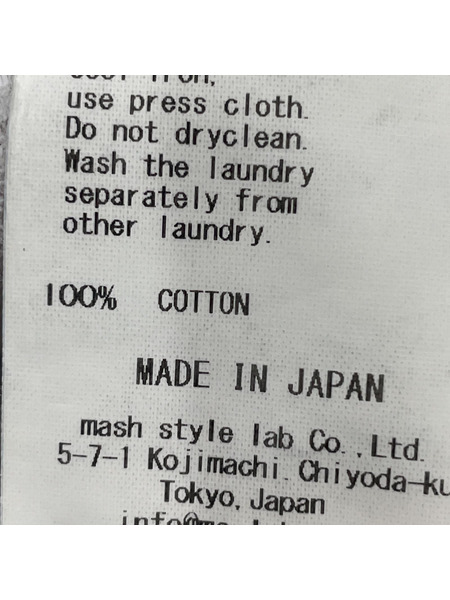 use press cloth.
Do not dryclean.
Wash the laundry
separately from
other laundry.
100% COTTON
MADE IN JAPAN
mash style lab Co.,Ltd.
5-7-1 Kojimachi.Chiyoda-ku
Tokyo,Japan